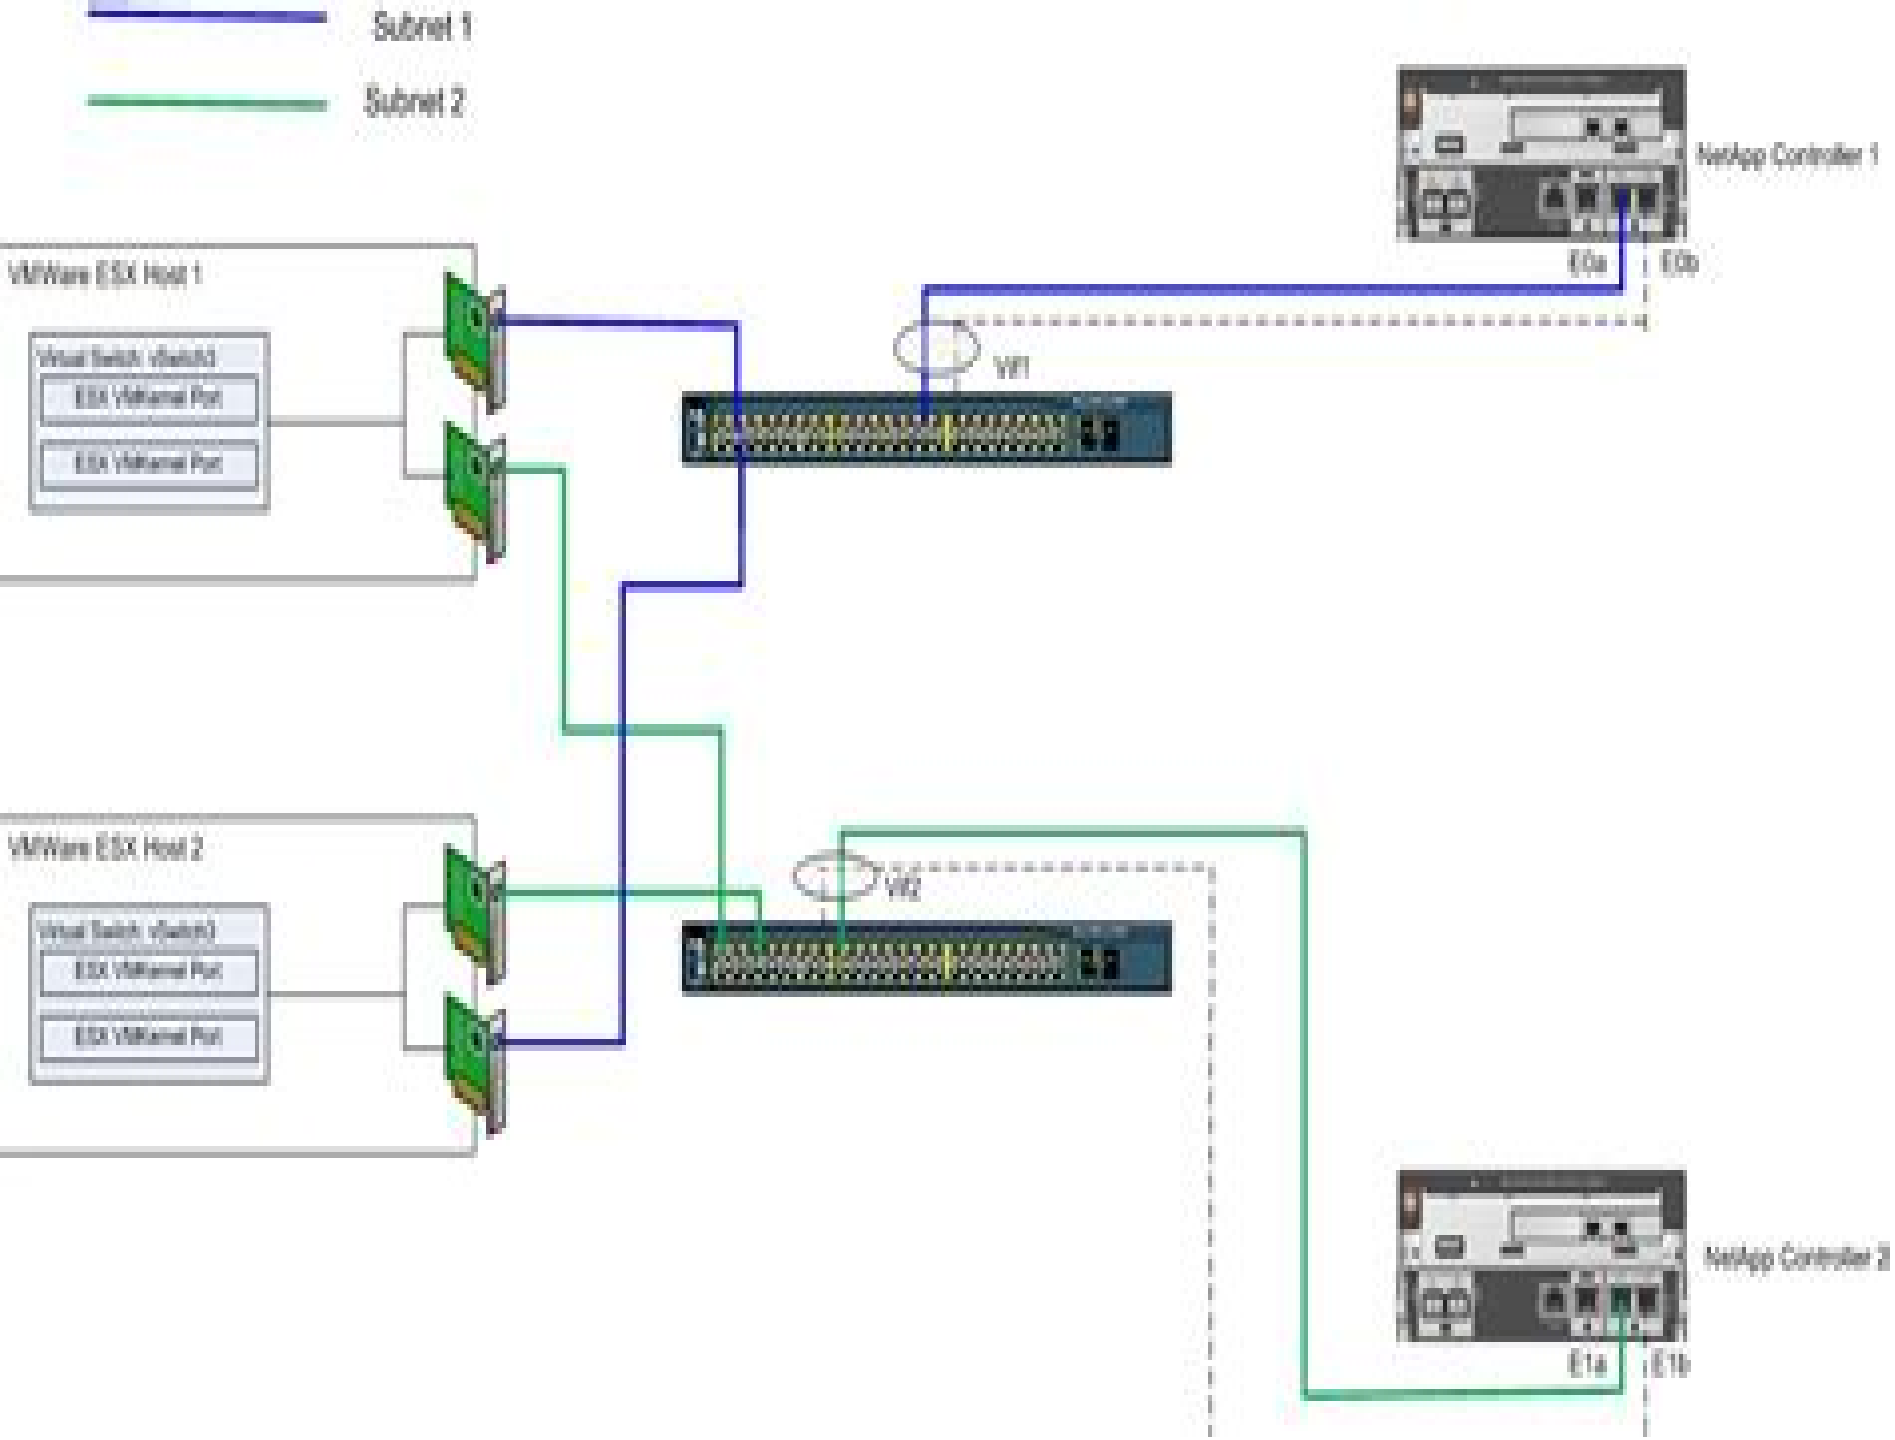 Subnet 1
Subnet 2
NetApp Controller 1
E0a
E0b
VMWare ESX Host 1
Virtual Switch: vSwitch3
ESX VMKernel Port
ESX VMKernel Port
Vif1
VMWare ESX Host 2
Virtual Switch: vSwitch3
ESX VMKernel Port
ESX VMKernel Port
Vif2
NetApp Controller 2
E1a
E1b